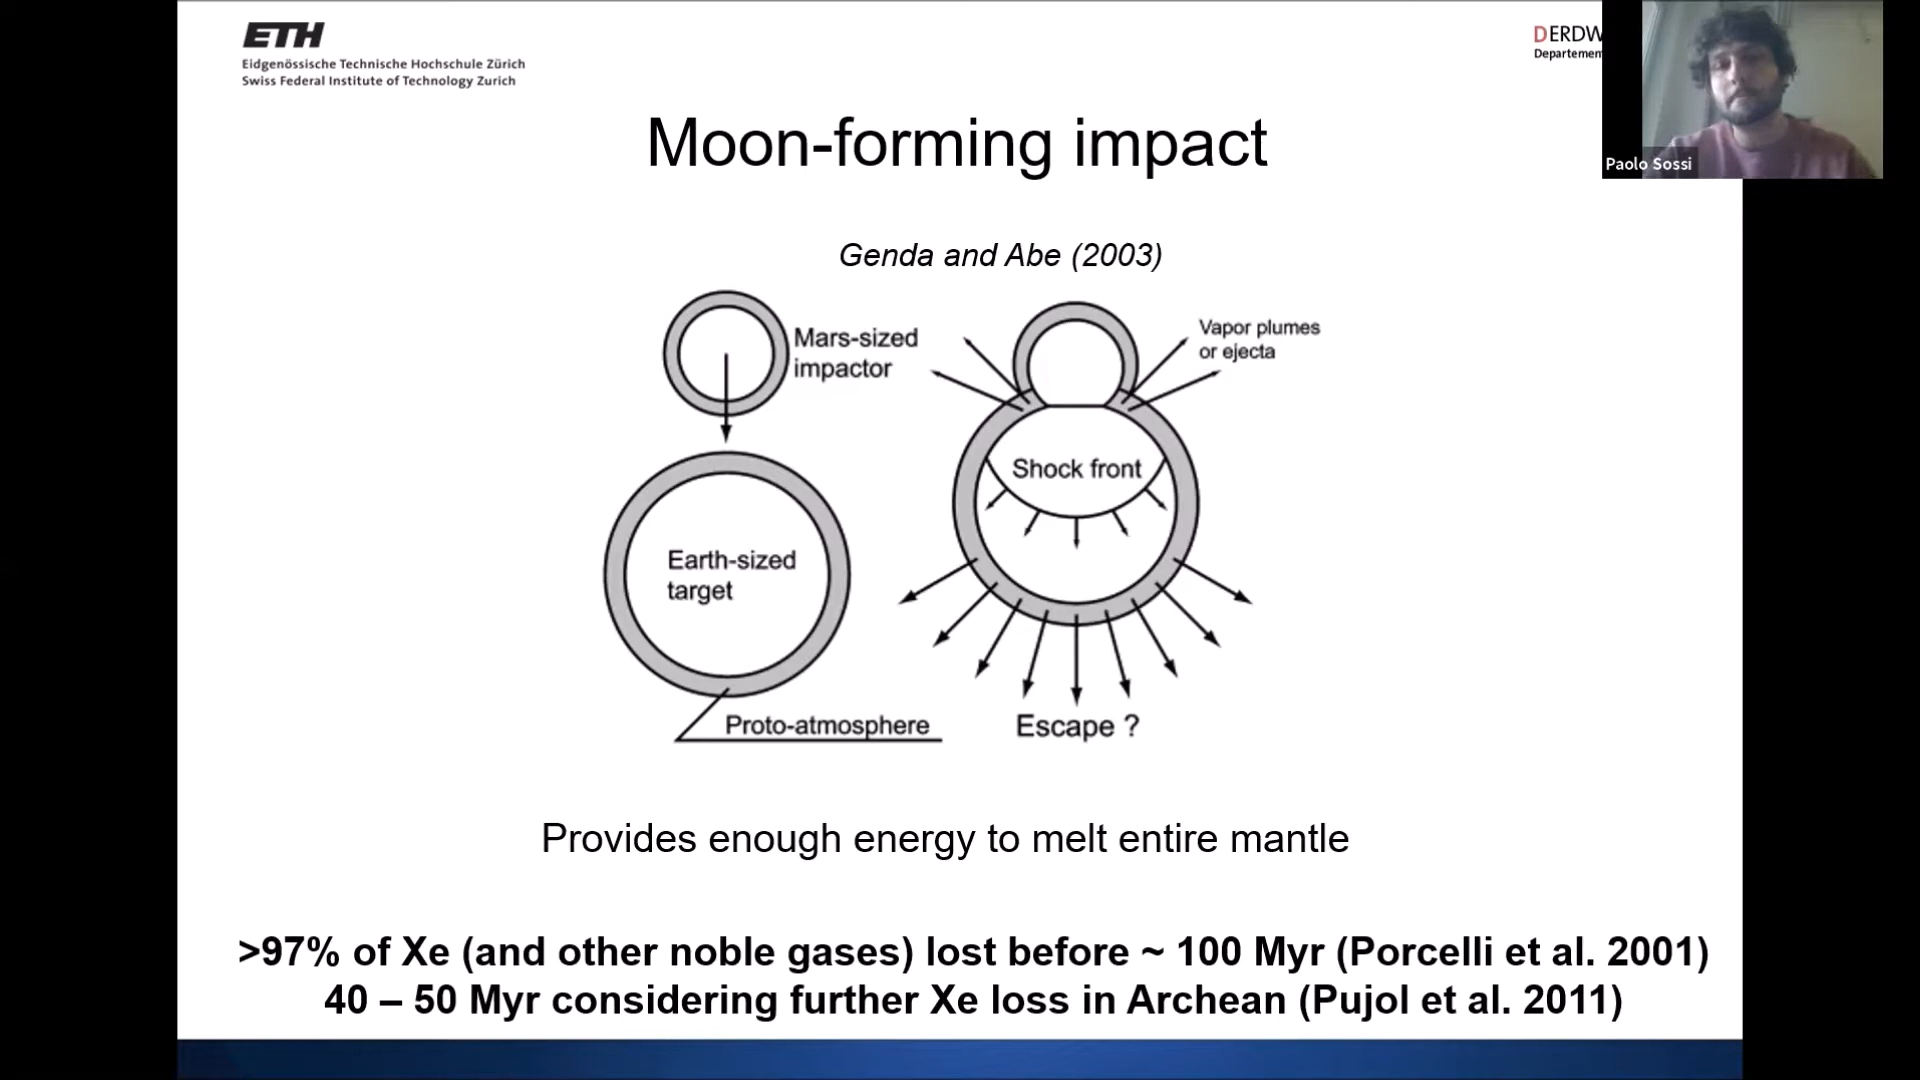 ETH
Eidgenössische Technische Hochschule Zürich
Swiss Federal Institute of Technology Zurich
DERDW
Departemen
Paolo Sossi
Moon-forming impact
Genda and Abe (2003)
Mars-sized
impactor
Vapor plumes
or ejecta
Shock front
Earth-sized
target
Proto-atmosphere
Escape ?
Provides enough energy to melt entire mantle
>97% of Xe (and other noble gases) lost before ~ 100 Myr (Porcelli et al. 2001)
40 – 50 Myr considering further Xe loss in Archean (Pujol et al. 2011)